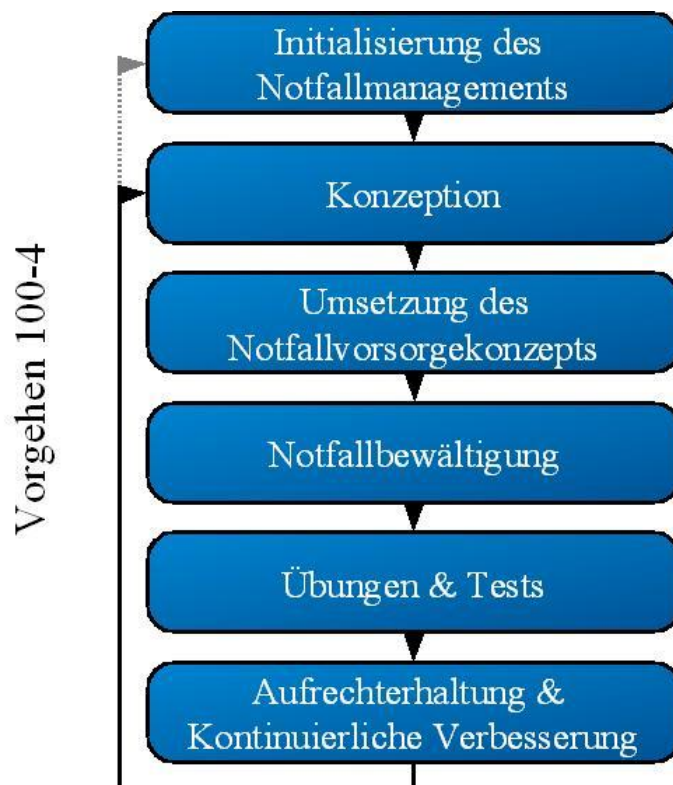 Vorgehen 100-4
Initialisierung des
Notfallmanagements
Konzeption
Umsetzung des
Notfallvorsorgekonzepts
Notfallbewältigung
Übungen & Tests
Aufrechterhaltung &
Kontinuierliche Verbesserung